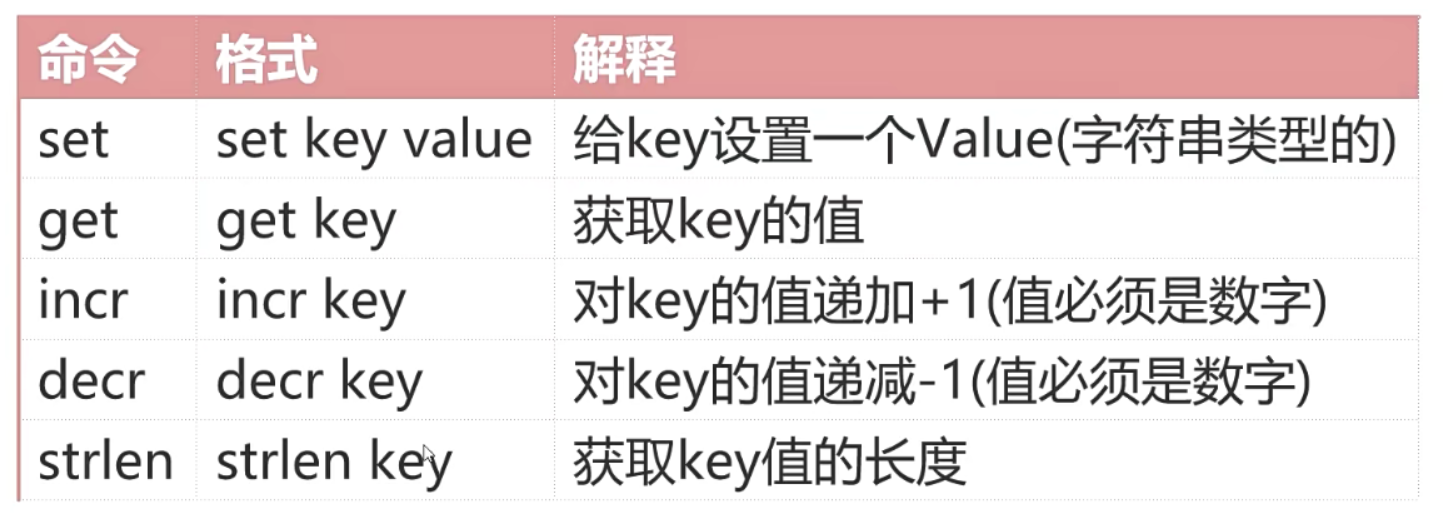 命令 格式 解释
set set key value 给key设置一个Value(字符串类型的)
get get key 获取key的值
incr incr key 对key的值递加+1(值必须是数字)
decr decr key 对key的值递减-1(值必须是数字)
strlen strlen key 获取key值的长度